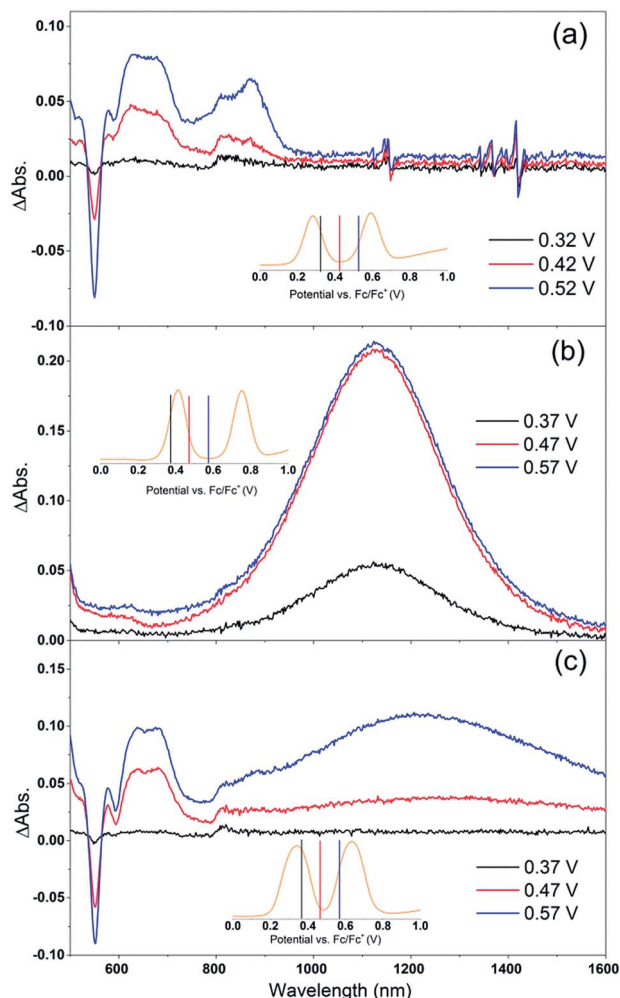 (a)
0.10
0.05
0.00
-0.05
-0.10
ΔAbs.
0.0 0.2 0.4 0.6 0.8 1.0
Potential vs. Fc/Fc+ (V)
0.32 V
0.42 V
0.52 V
(b)
0.20
0.15
0.10
0.05
0.00
ΔAbs.
0.0 0.2 0.4 0.6 0.8 1.0
Potential vs. Fc/Fc+ (V)
0.37 V
0.47 V
0.57 V
(c)
0.15
0.10
0.05
0.00
-0.05
-0.10
ΔAbs.
0.0 0.2 0.4 0.6 0.8 1.0
Potential vs. Fc/Fc+ (V)
0.37 V
0.47 V
0.57 V
600 800 1000 1200 1400 1600
Wavelength (nm)